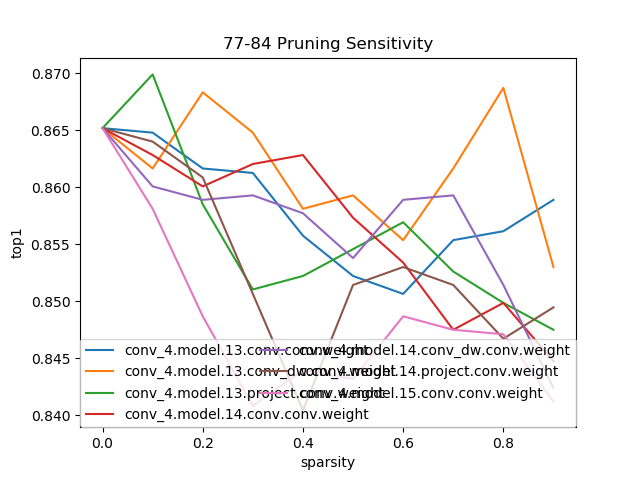 77-84 Pruning Sensitivity
top1
0.870
0.865
0.860
0.855
0.850
0.845
0.840
conv_4.model.13.conv.conv.weight
conv_4.model.13.conv_dw.conv.weight
conv_4.model.13.project.conv.weight
conv_4.model.14.conv.conv.weight
conv_4.model.14.conv_dw.conv.weight
conv_4.model.14.project.conv.weight
conv_4.model.15.conv.conv.weight
0.0 0.2 0.4 0.6 0.8
sparsity